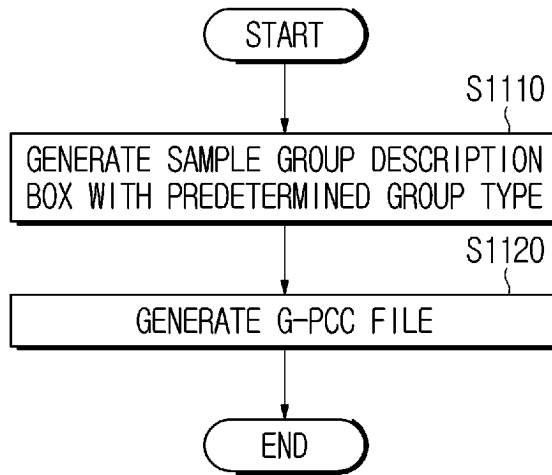 START
S1110
GENERATE SAMPLE GROUP DESCRIPTION
BOX WITH PREDETERMINED GROUP TYPE
S1120
GENERATE G-PCC FILE
END